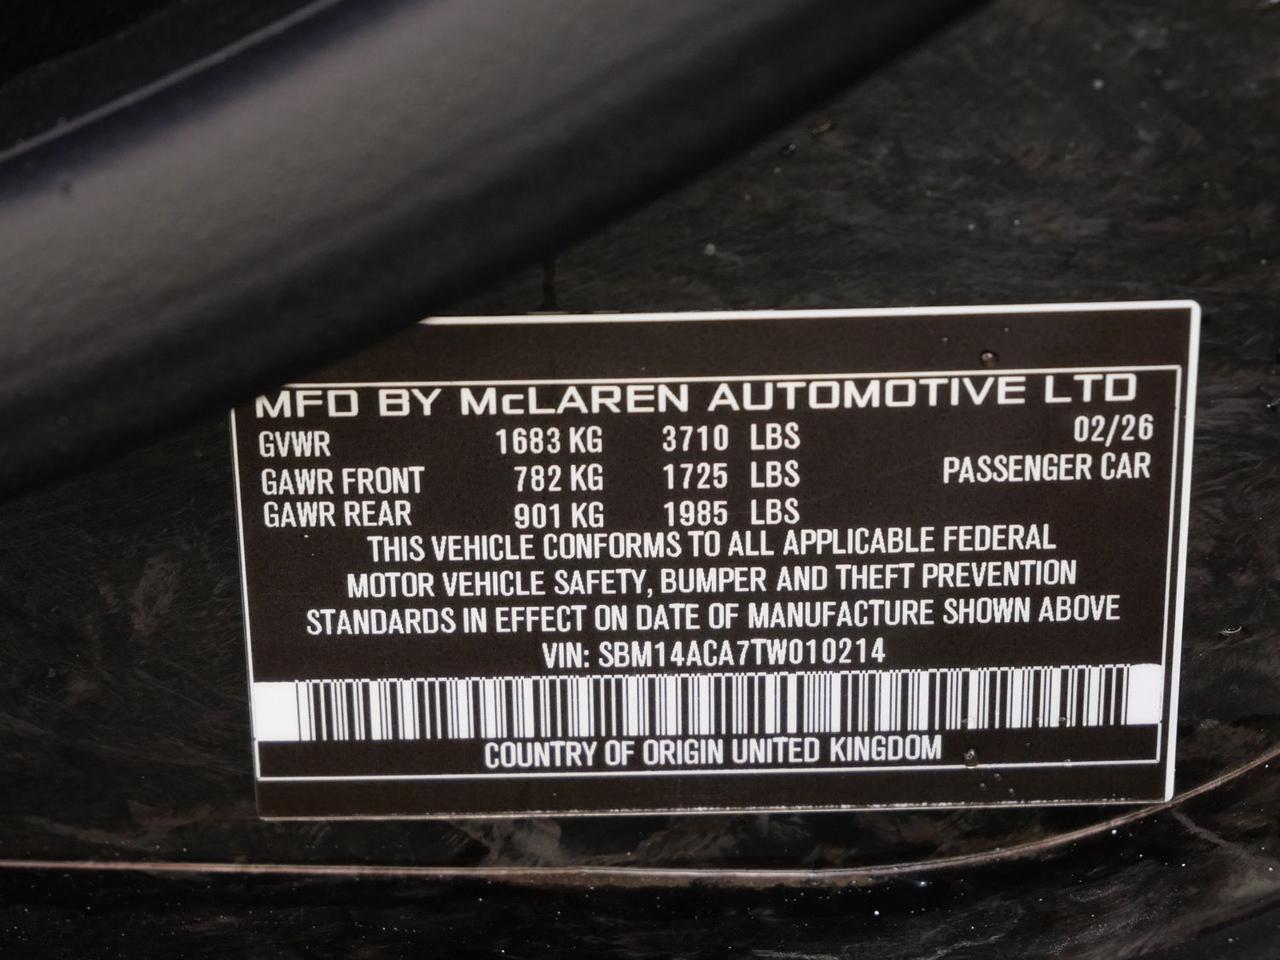 MFD BY McLAREN AUTOMOTIVE LTD
GVWR 1683 KG 3710 LBS 02/26
GAWR FRONT 782 KG 1725 LBS PASSENGER CAR
GAWR REAR 901 KG 1985 LBS
THIS VEHICLE CONFORMS TO ALL APPLICABLE FEDERAL
MOTOR VEHICLE SAFETY, BUMPER AND THEFT PREVENTION
STANDARDS IN EFFECT ON DATE OF MANUFACTURE SHOWN ABOVE
VIN: SBM14ACA7TW010214
COUNTRY OF ORIGIN UNITED KINGDOM